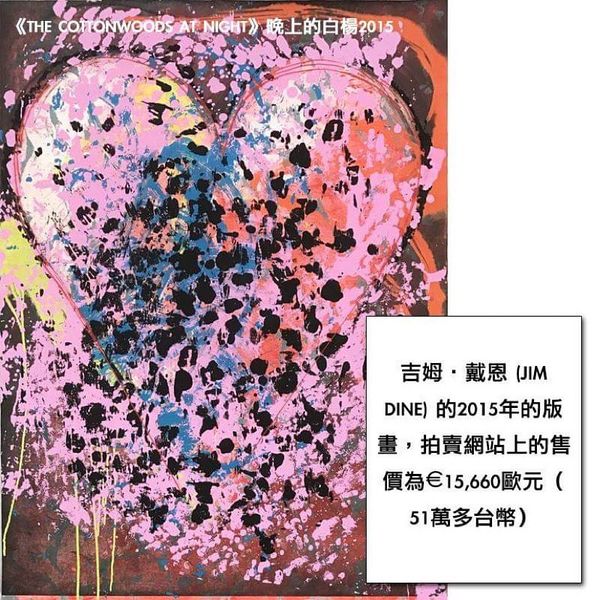 《THE COTTONWOODS AT NIGHT》晚上的白楊2015
吉姆・戴恩 (JIM
DINE) 的2015年的版
畫，拍賣網站上的售
價為€15,660歐元（
51萬多台幣）